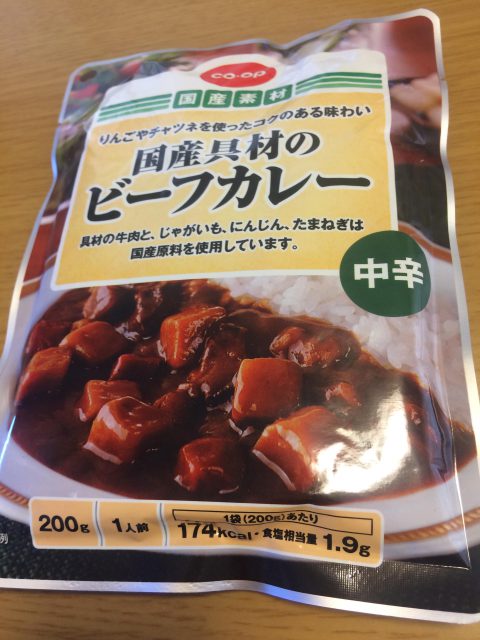 co·op
国産素材
りんごやチャツネを使ったコクのある味わい
国産具材の
ビーフカレー
具材の牛肉と、じゃがいも、にんじん、たまねぎは
国産原料を使用しています。
中辛
200g
1人前
1袋(200g)あたり
174kcal・食塩相当量 1.9g
例